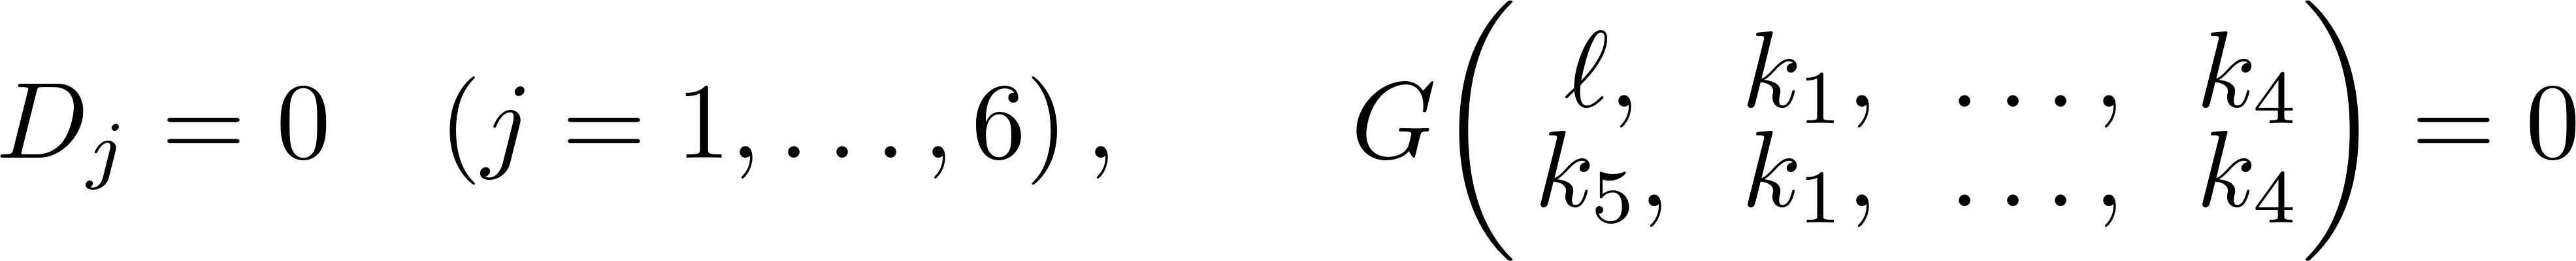 $D_j = 0 \quad (j = 1, \ldots, 6), \qquad G\begin{pmatrix} \ell, & k_1, & \ldots, & k_4 \\ k_5, & k_1, & \ldots, & k_4 \end{pmatrix} = 0$